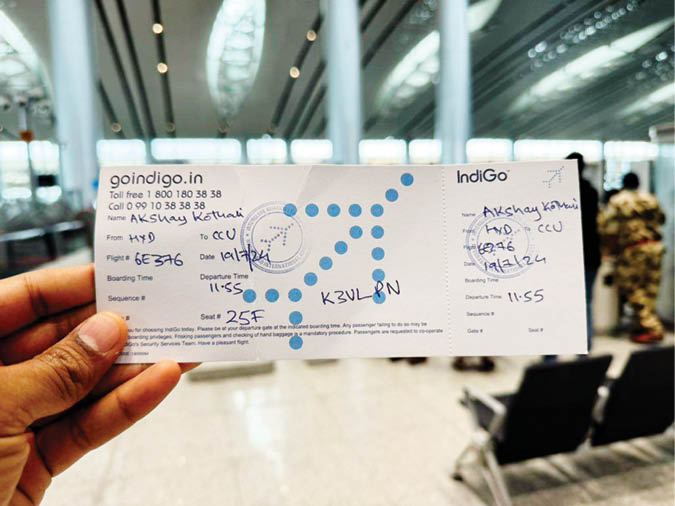 goindigo.in
Toll free 1 800 180 38 38
Call 0 99 10 38 38 38
Name AKshay Kothari
From HYD To CCU
Flight # 6E376 Date 19/7/24
Boarding Time Departure Time
11.55
Sequence #
Seat # 25F
K3VLPN
for choosing IndiGo today. Please be at your departure gate at the indicated boarding time. Any passenger failing to do so may be
boarding privileges. Frisking passengers and checking of hand baggage is a mandatory procedure. Passengers are requested to co-operate
Security Services Team. Have a pleasant flight.
IndiGo
Name AKshay Kothari
HYD To CCU
6E376
Date 19/7/24
Departure Time 11.55
Sequence #
Gate # Seat #